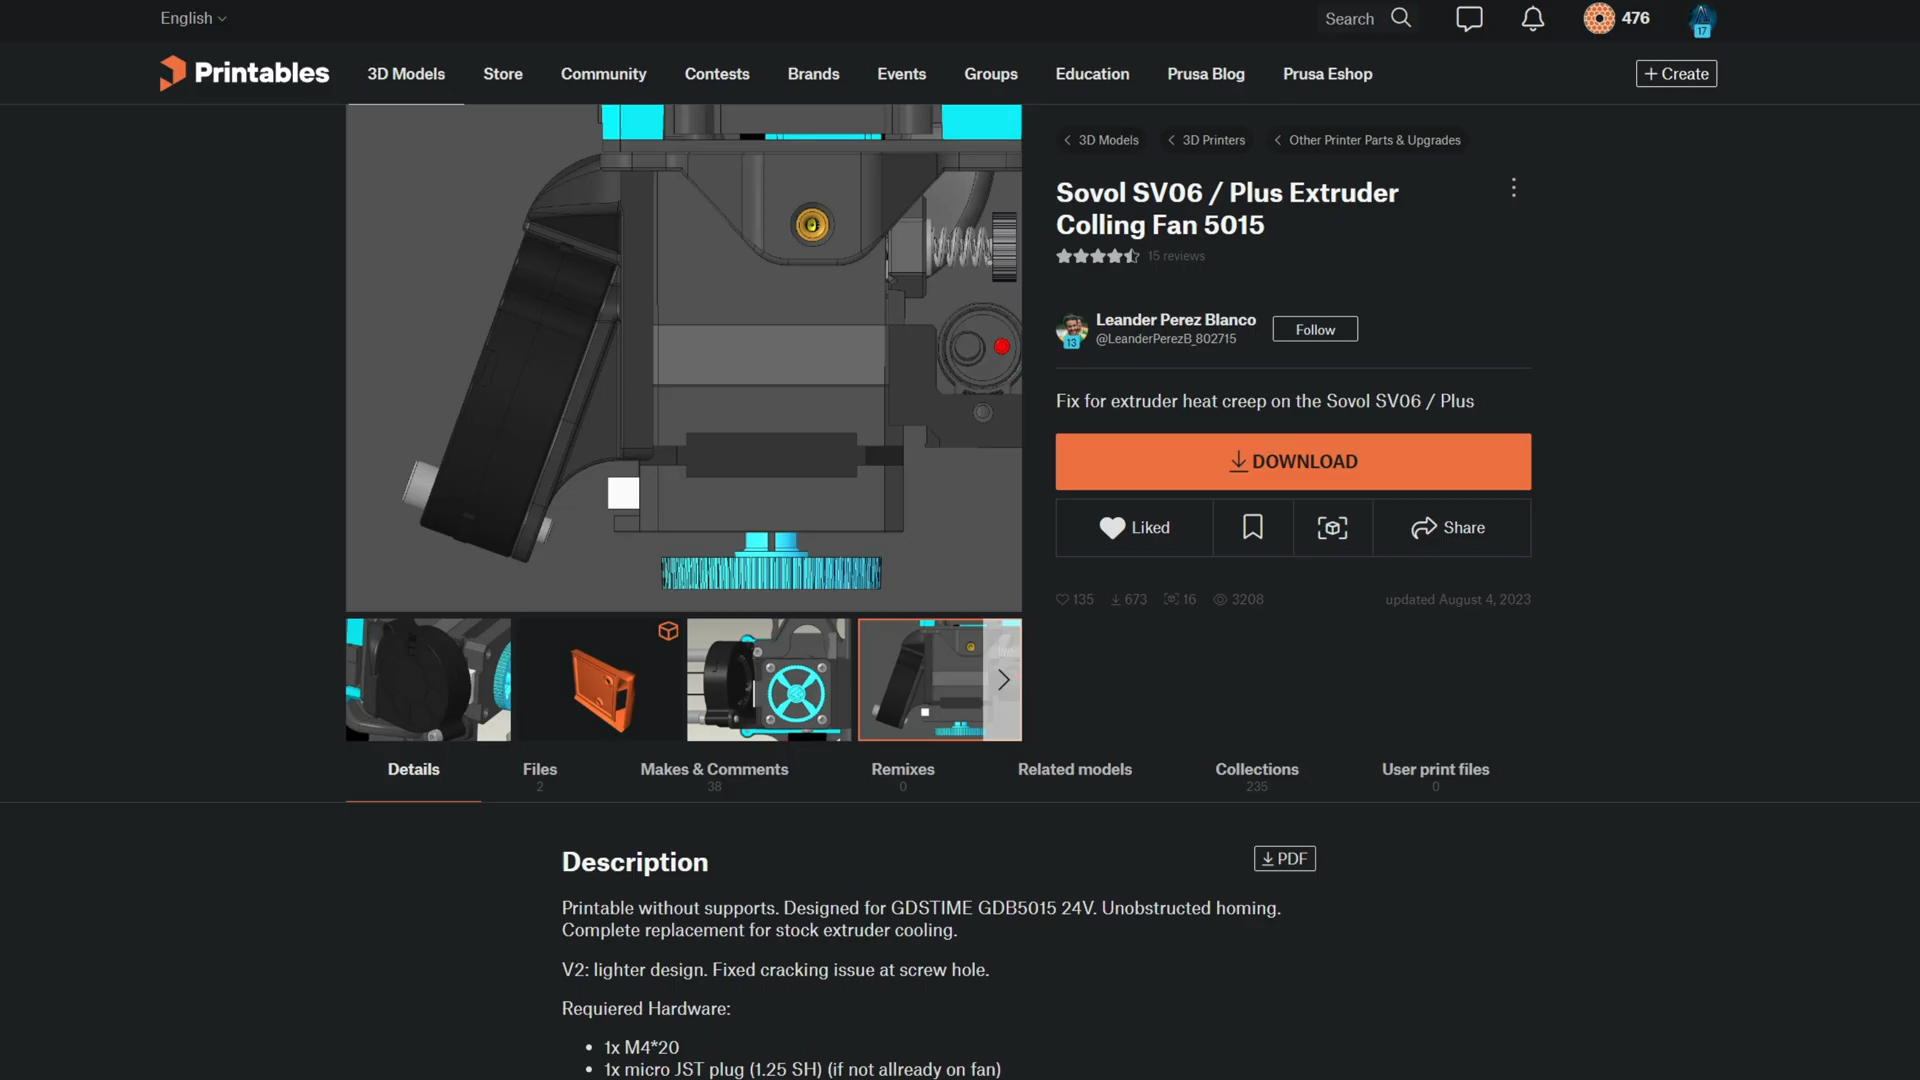 English
Search
476
17
Printables
3D Models
Store
Community
Contests
Brands
Events
Groups
Education
Prusa Blog
Prusa Eshop
+ Create
3D Models
3D Printers
Other Printer Parts & Upgrades
Sovol SV06 / Plus Extruder
Colling Fan 5015
15 reviews
Leander Perez Blanco
@LeanderPerezB_802715
13
Follow
Fix for extruder heat creep on the Sovol SV06 / Plus
DOWNLOAD
Liked
Share
135
673
16
3208
updated August 4, 2023
Details
Files
2
Makes & Comments
38
Remixes
0
Related models
Collections
235
User print files
0
Description
PDF
Printable without supports. Designed for GDSTIME GDB5015 24V. Unobstructed homing.
Complete replacement for stock extruder cooling.
V2: lighter design. Fixed cracking issue at screw hole.
Requiered Hardware:
• 1x M4*20
• 1x micro JST plug (1.25 SH) (if not allready on fan)